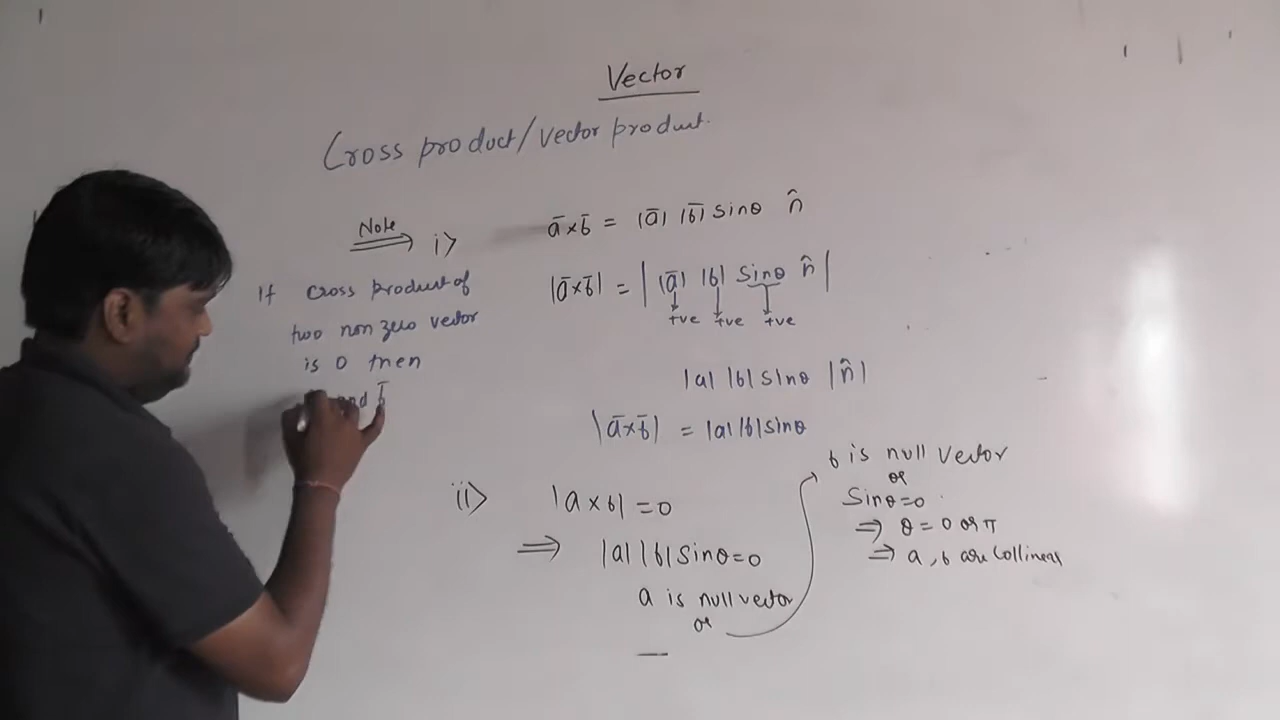 Vector
Cross product/vector product.
Note i>
a̅ × b̅ = |a̅| |b̅| sinθ n̂
If cross product of
two non zero vector
is 0 then
and b̅
|a̅ × b̅| = | |a̅| |b| sinθ n̂ |
+ve +ve +ve
|a| |b| sinθ |n̂|
|a̅ × b̅| = |a| |b| sinθ
ii> |a × b| = 0
⇒ |a| |b| sinθ = 0
a is null vector
or
b is null vector
or
Sinθ = 0
⇒ θ = 0 or π
⇒ a, b are collinear